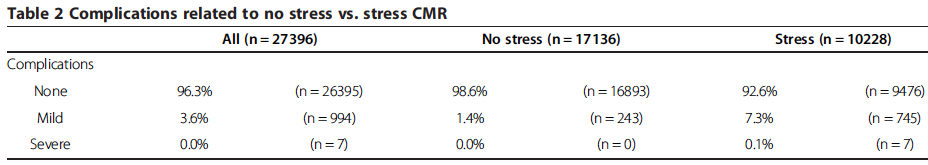 Table 2 Complications related to no stress vs. stress CMR
All (n = 27396) No stress (n = 17136) Stress (n = 10228)
Complications
None 96.3% (n = 26395) 98.6% (n = 16893) 92.6% (n = 9476)
Mild 3.6% (n = 994) 1.4% (n = 243) 7.3% (n = 745)
Severe 0.0% (n = 7) 0.0% (n = 0) 0.1% (n = 7)